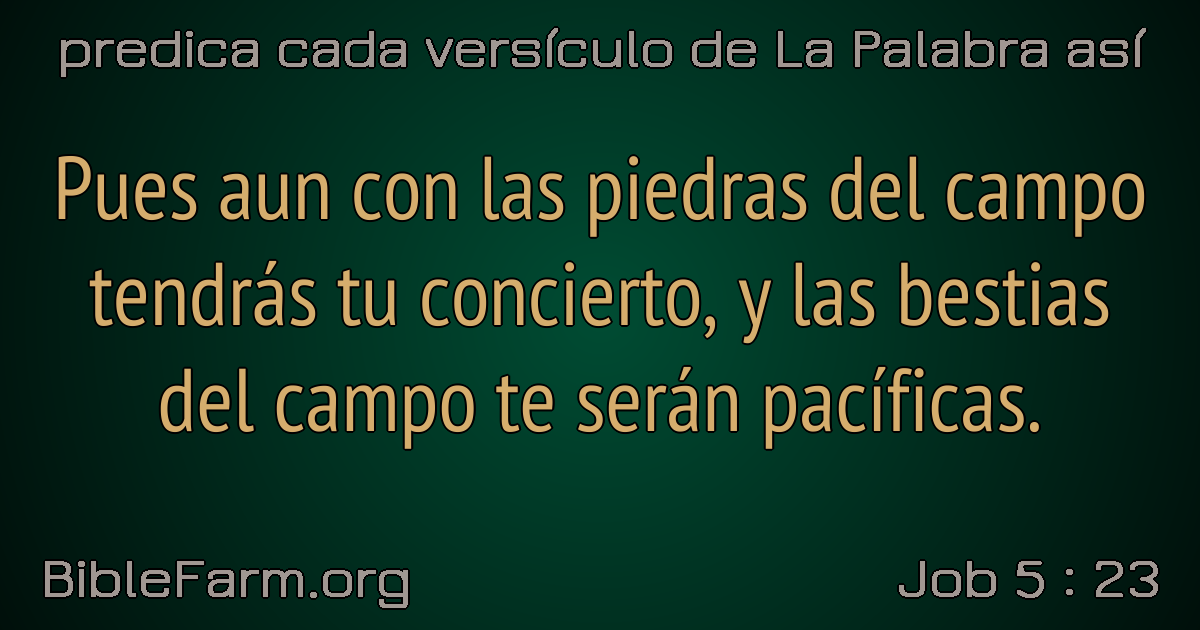 predica cada versículo de La Palabra así
Pues aun con las piedras del campo
tendrás tu concierto, y las bestias
del campo te serán pacíficas.
BibleFarm.org
Job 5 : 23